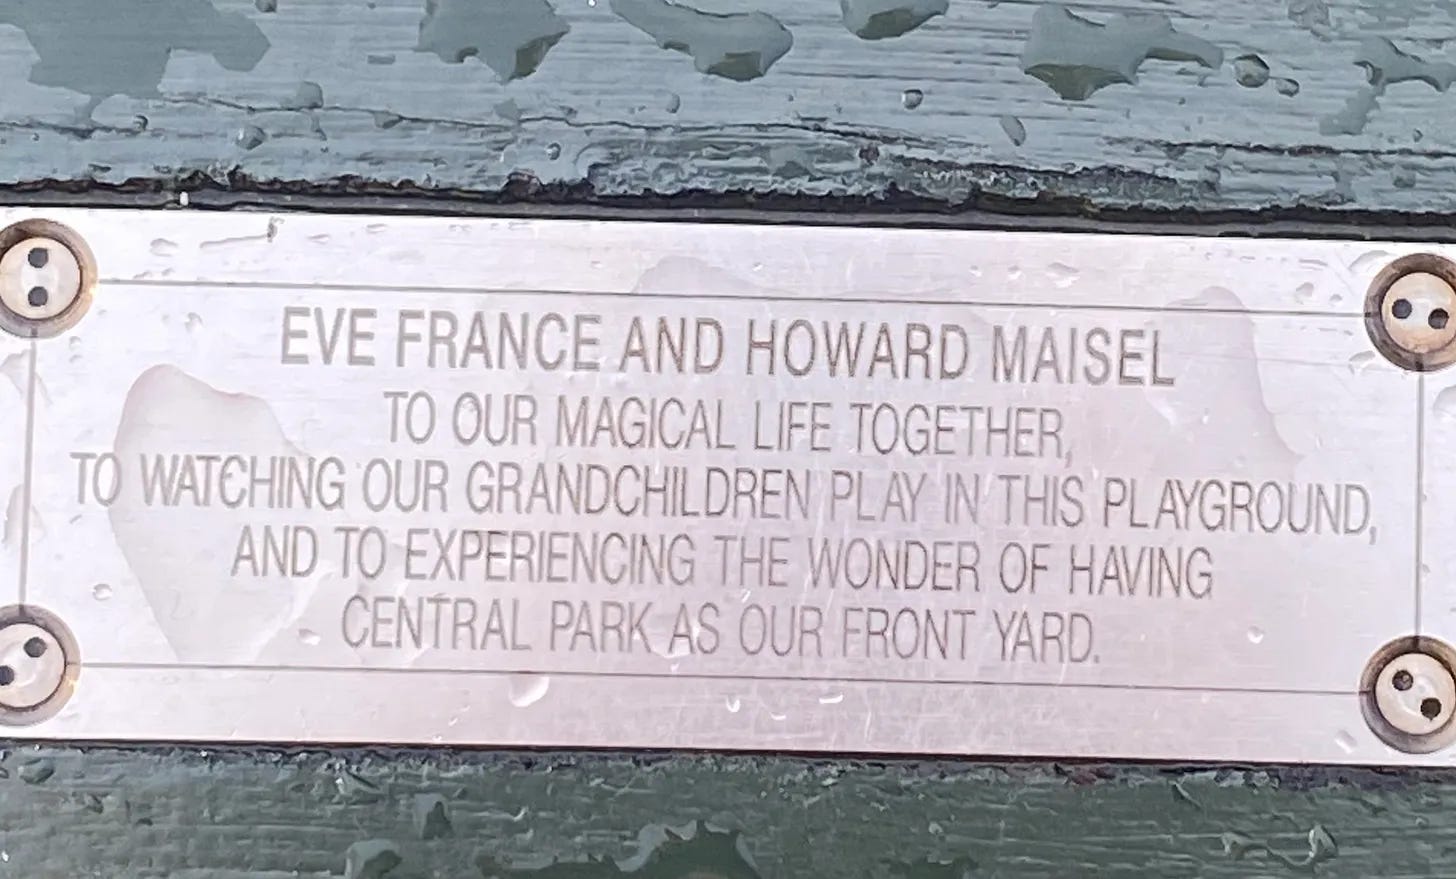 EVE FRANCE AND HOWARD MAISEL
TO OUR MAGICAL LIFE TOGETHER,
TO WATCHING OUR GRANDCHILDREN PLAY IN THIS PLAYGROUND,
AND TO EXPERIENCING THE WONDER OF HAVING
CENTRAL PARK AS OUR FRONT YARD.